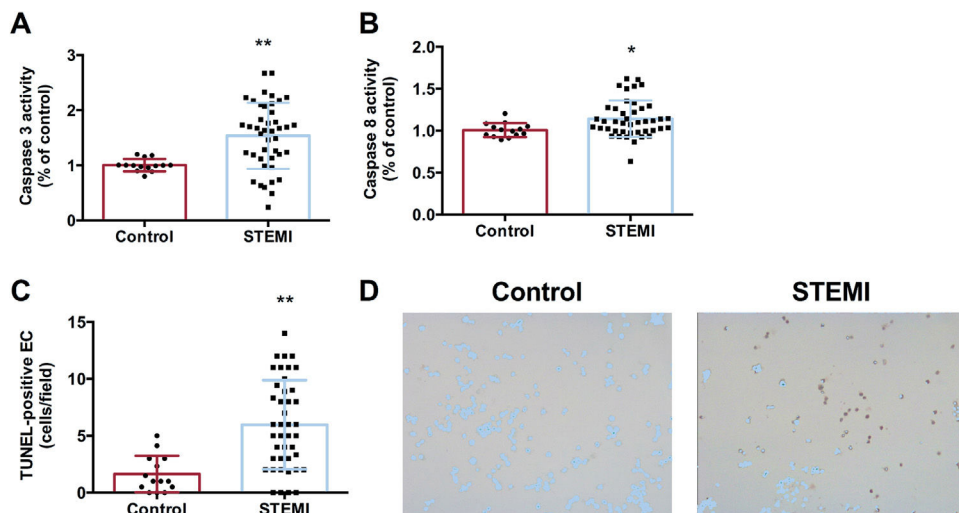 A
**
Caspase 3 activity
(% of control)
3
2
1
0
Control
STEMI
B
*
Caspase 8 activity
(% of control)
2.0
1.5
1.0
0.5
0.0
Control
STEMI
C
**
TUNEL-positive EC
(cells/field)
15
10
5
0
Control
STEMI
D
Control
STEMI